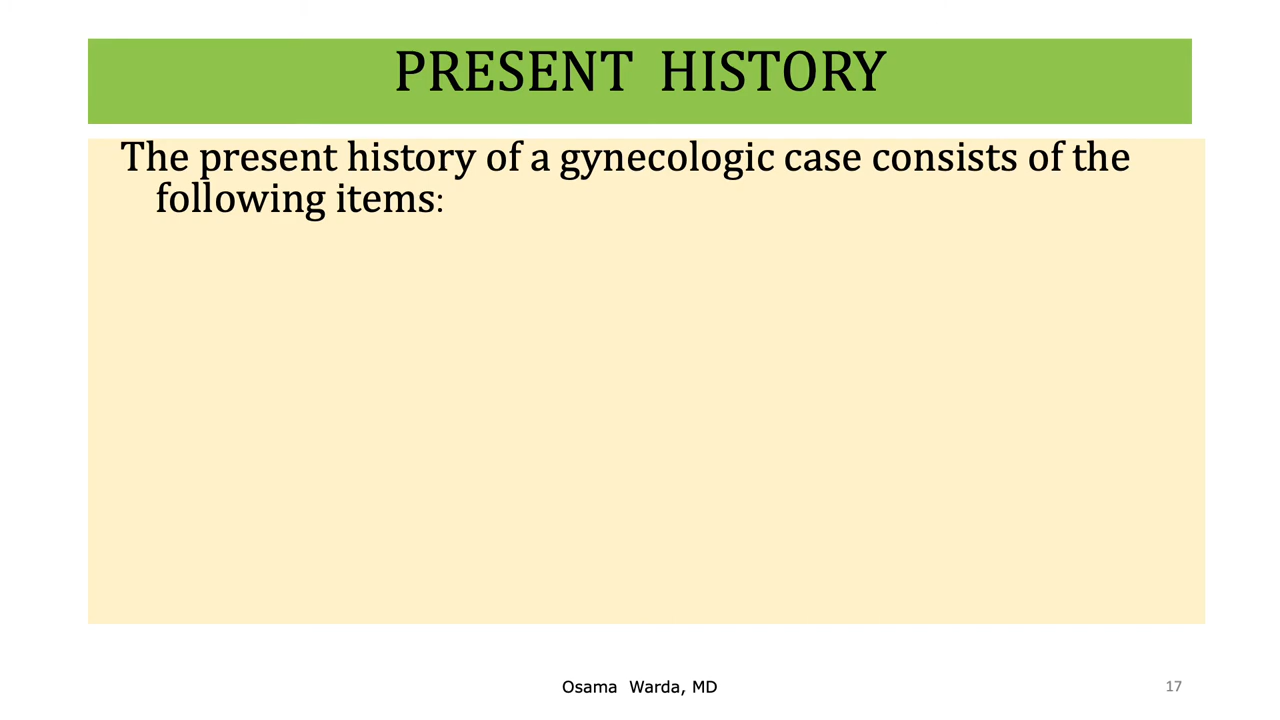 PRESENT HISTORY
The present history of a gynecologic case consists of the
following items:
Osama Warda, MD
17